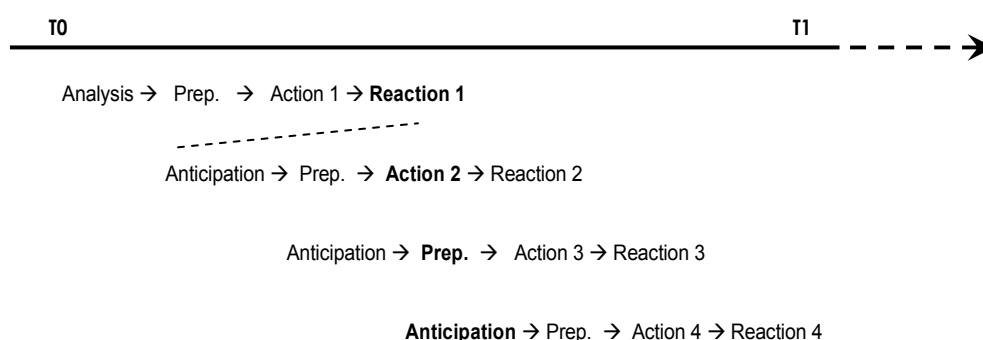 T0 T1
Analysis → Prep. → Action 1 → Reaction 1
Anticipation → Prep. → Action 2 → Reaction 2
Anticipation → Prep. → Action 3 → Reaction 3
Anticipation → Prep. → Action 4 → Reaction 4